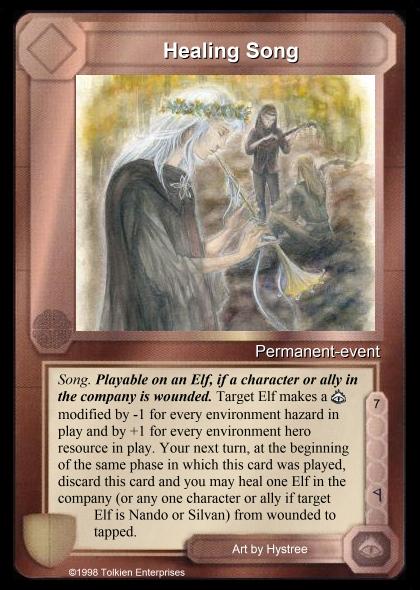 Healing Song
Permanent-event
Song. Playable on an Elf, if a character or ally in
the company is wounded. Target Elf makes a
modified by -1 for every environment hazard in
play and by +1 for every environment hero
resource in play. Your next turn, at the beginning
of the same phase in which this card was played,
discard this card and you may heal one Elf in the
company (or any one character or ally if target
Elf is Nando or Silvan) from wounded to
tapped.
7
Art by Hystree
©1998 Tolkien Enterprises